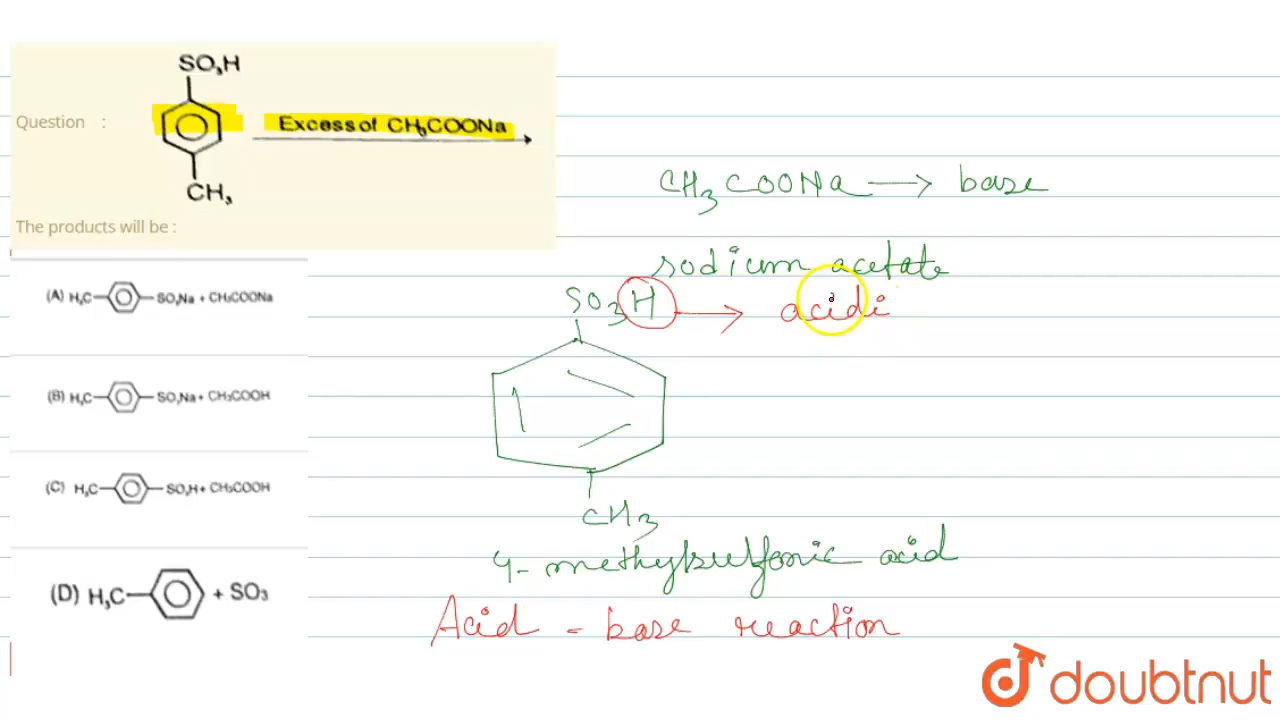 SO₃H
Question :
Excess of CH₃COONa
CH₃
The products will be :
(A) H₃C SO₃Na + CH₃COONa
(B) H₃C SO₃Na + CH₃COOH
(C) H₃C SO₃H + CH₃COOH
(D) H₃C + SO₃
CH₃COONa → base
sodium acetate
SO₃H → acidi
CH₃
4- methylsulfonic acid
Acid - base reaction
doubtnut